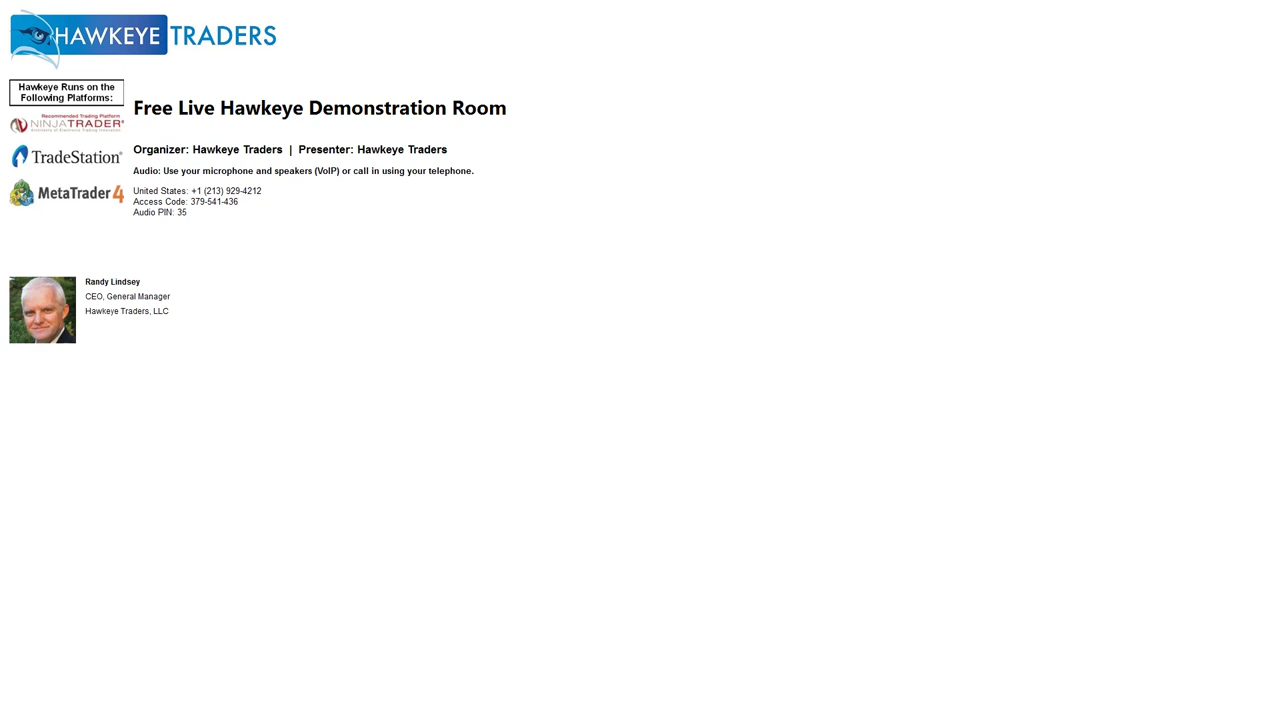 HAWKEYE TRADERS
Hawkeye Runs on the
Following Platforms:
Recommended Trading Platform
NINJATRADER®
TradeStation®
MetaTrader 4
Free Live Hawkeye Demonstration Room
Organizer: Hawkeye Traders | Presenter: Hawkeye Traders
Audio: Use your microphone and speakers (VoIP) or call in using your telephone.
United States: +1 (213) 929-4212
Access Code: 379-541-436
Audio PIN: 35
Randy Lindsey
CEO, General Manager
Hawkeye Traders, LLC